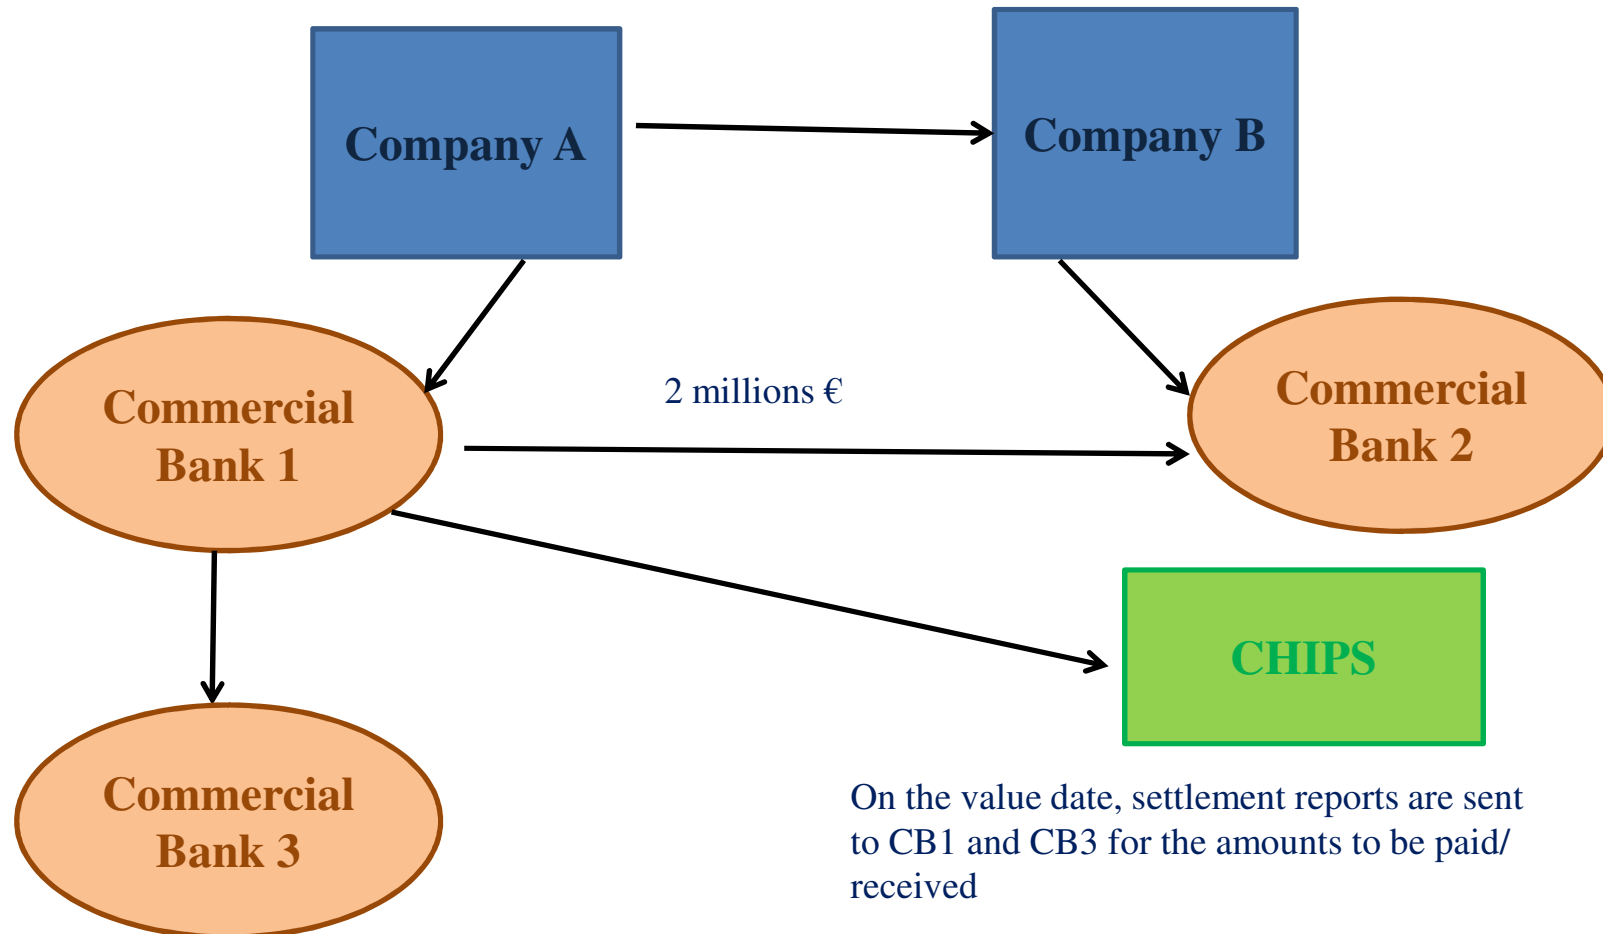 Company A
Company B
Commercial
Bank 1
2 millions €
Commercial
Bank 2
CHIPS
Commercial
Bank 3
On the value date, settlement reports are sent
to CB1 and CB3 for the amounts to be paid/
received